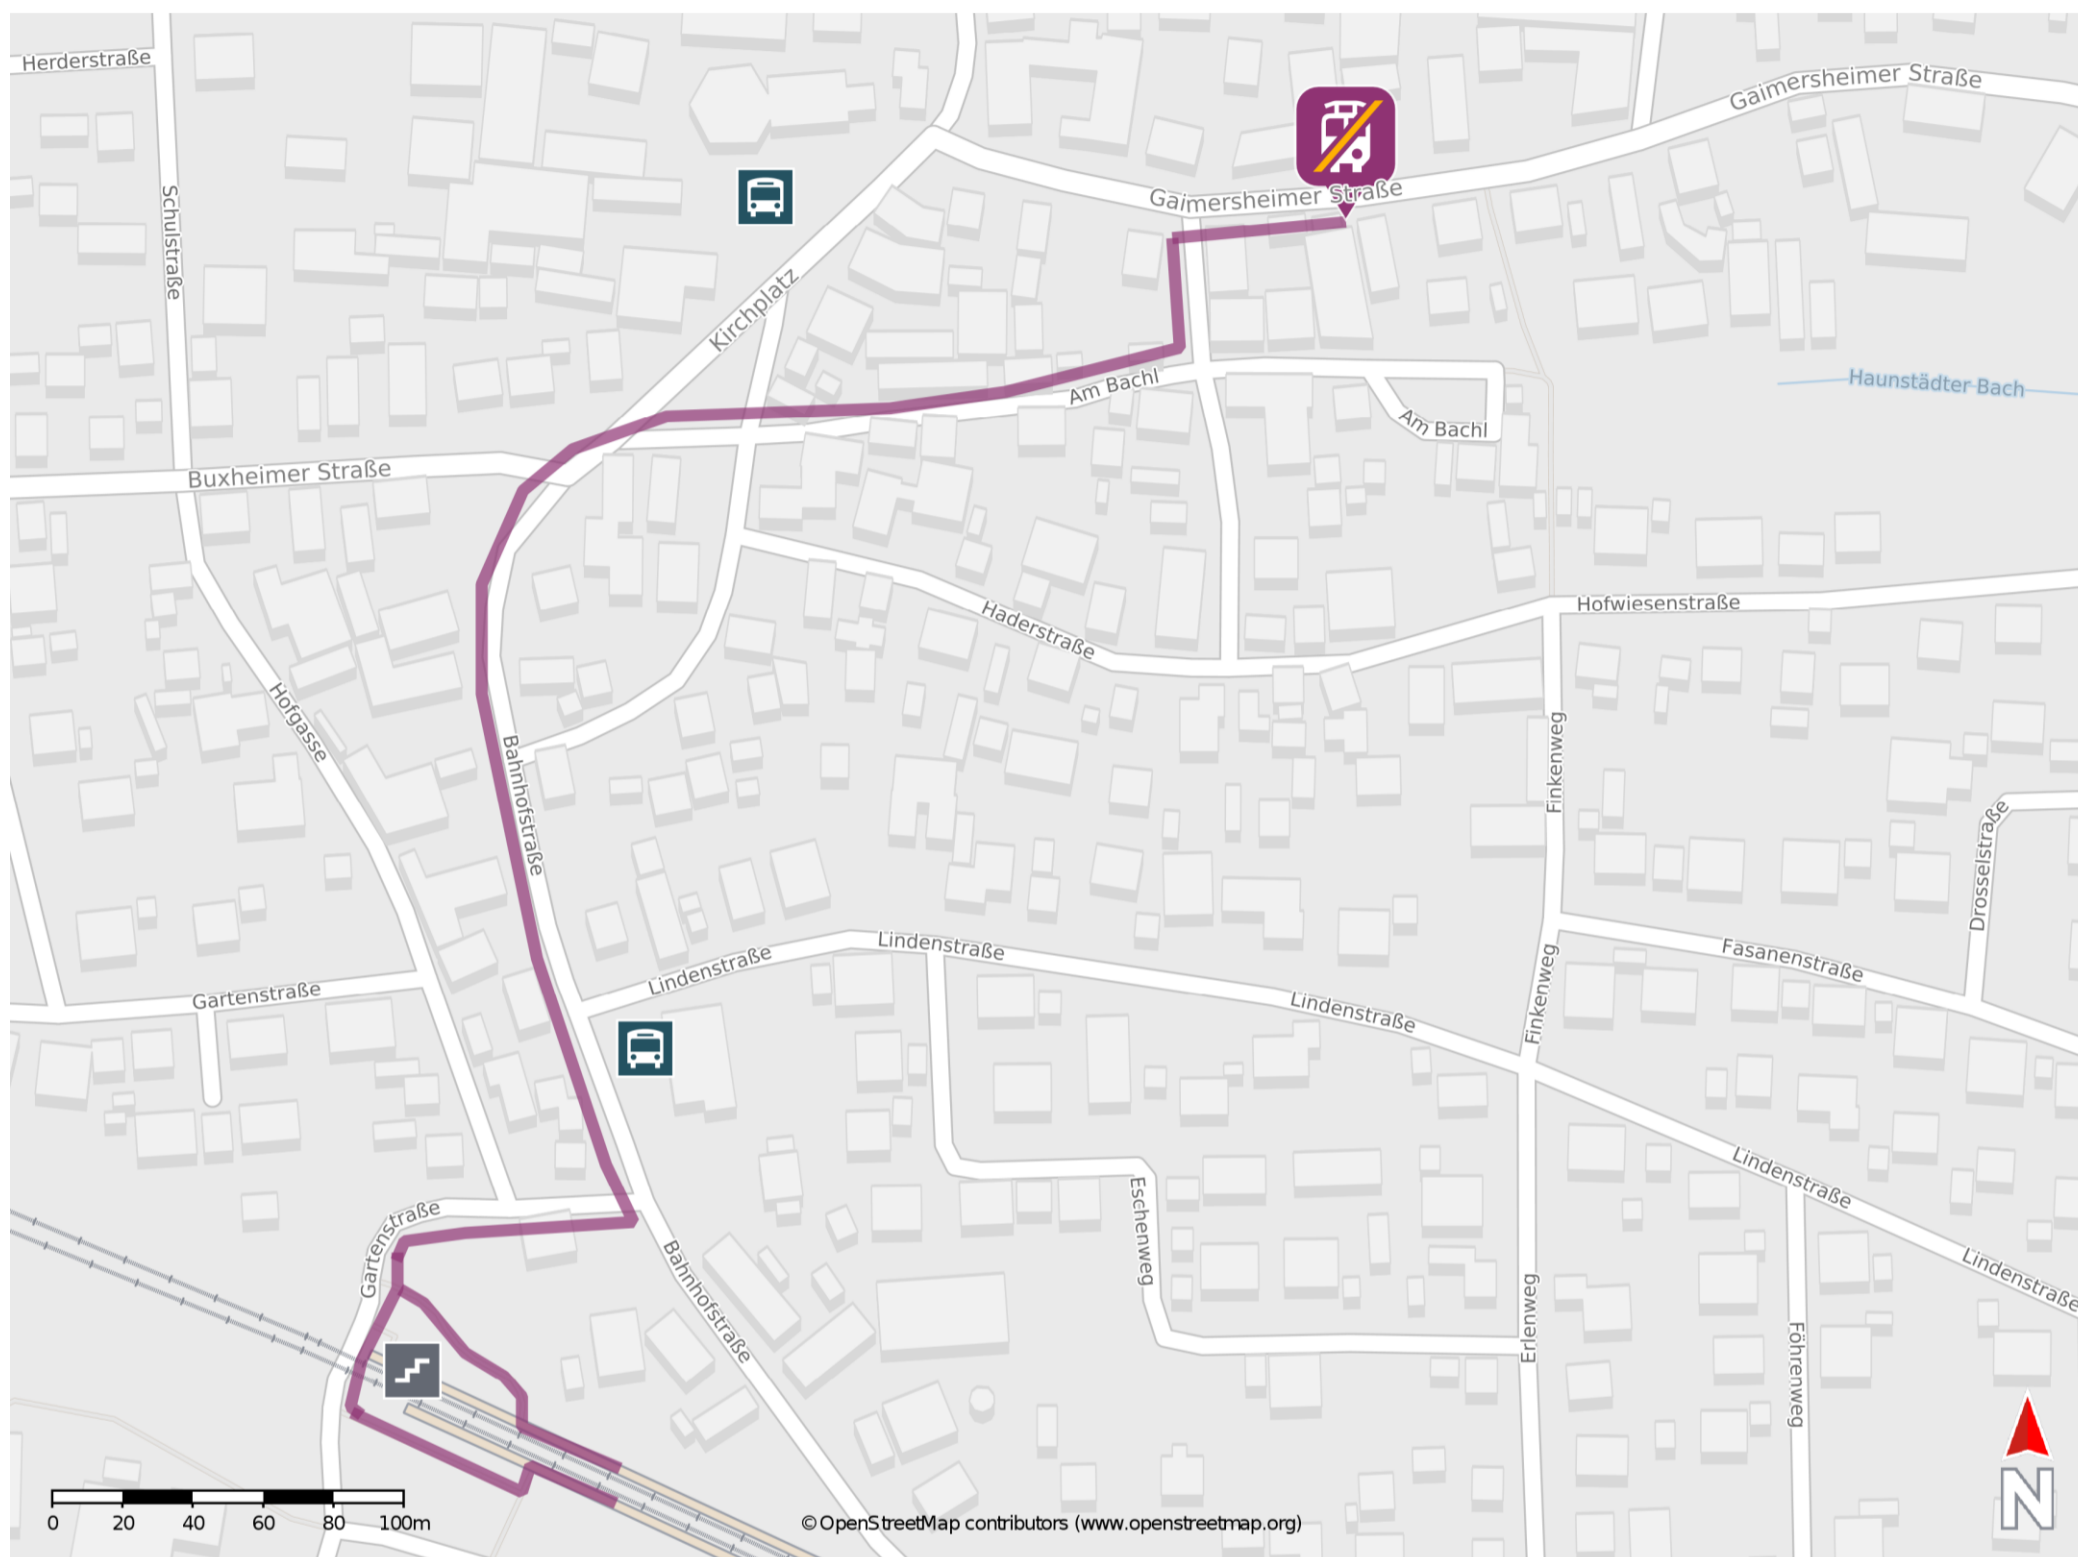 Herderstraße
Gaimersheimer Straße
Schulstraße
Gaimersheimer Straße
Kirchplatz
Am Bachl
Haunstädter Bach
Am Bachl
Buxheimer Straße
Haderstraße
Hofwiesenstraße
Hofgasse
Bahnhofstraße
Finkenweg
Drosselstraße
Lindenstraße
Lindenstraße
Fasanenstraße
Gartenstraße
Lindenstraße
Finkenweg
Lindenstraße
Gartenstraße
Eschenweg
Bahnhofstraße
Lindenstraße
Erlenweg
Föhrenweg
N
0 20 40 60 80 100m
©OpenStreetMap contributors (www.openstreetmap.org)